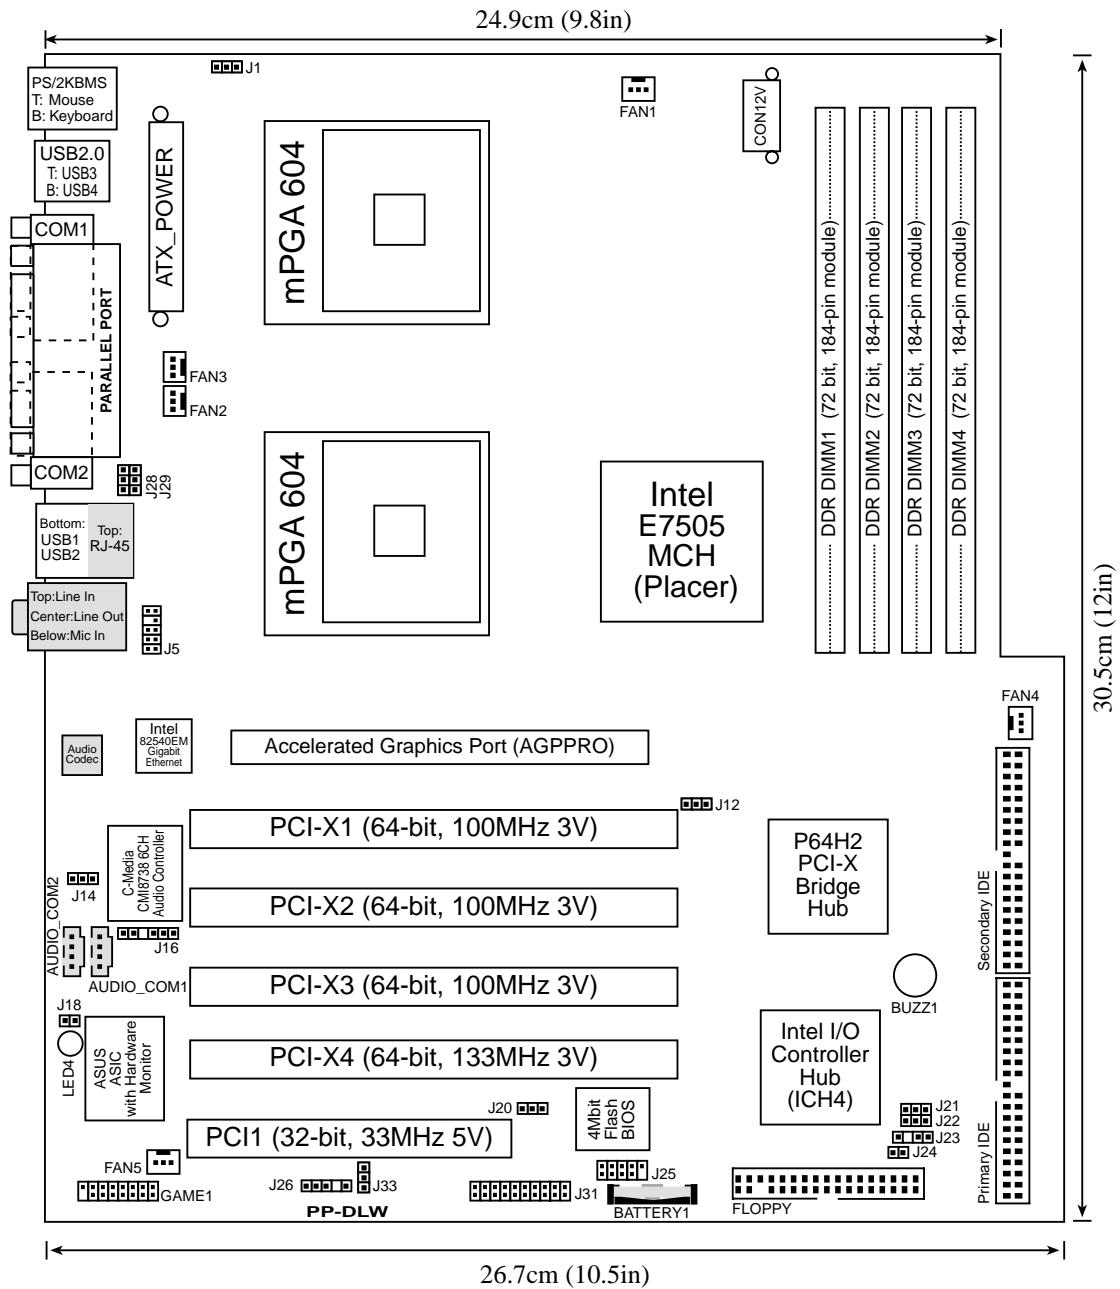 24.9cm (9.8in)
J1
PS/2KBMS
T: Mouse
B: Keyboard
FAN1
CON12V
USB2.0
T: USB3
B: USB4
ATX_POWER
mPGA 604
COM1
PARALLEL PORT
DDR DIMM1 (72 bit, 184-pin module)
DDR DIMM2 (72 bit, 184-pin module)
DDR DIMM3 (72 bit, 184-pin module)
DDR DIMM4 (72 bit, 184-pin module)
FAN3
FAN2
COM2
J28
J29
mPGA 604
Intel
E7505
MCH
(Placer)
Bottom:
USB1
USB2
Top:
RJ-45
Top:Line In
Center:Line Out
Below:Mic In
J5
30.5cm (12in)
FAN4
Audio
Codec
Intel
82540EM
Gigabit
Ethernet
Accelerated Graphics Port (AGPPRO)
J12
PCI-X1 (64-bit, 100MHz 3V)
P64H2
PCI-X
Bridge
Hub
C-Media
CMI8738 6CH
Audio Controller
J14
AUDIO_COM2
PCI-X2 (64-bit, 100MHz 3V)
Secondary IDE
J16
AUDIO_COM1
PCI-X3 (64-bit, 100MHz 3V)
BUZZ1
J18
LED4
ASUS
ASIC
with Hardware
Monitor
PCI-X4 (64-bit, 133MHz 3V)
Intel I/O
Controller
Hub
(ICH4)
J20
4Mbit
Flash
BIOS
J21
J22
J23
J24
PCI1 (32-bit, 33MHz 5V)
Primary IDE
FAN5
GAME1
J26
J33
J31
J25
PP-DLW
BATTERY1
FLOPPY
26.7cm (10.5in)